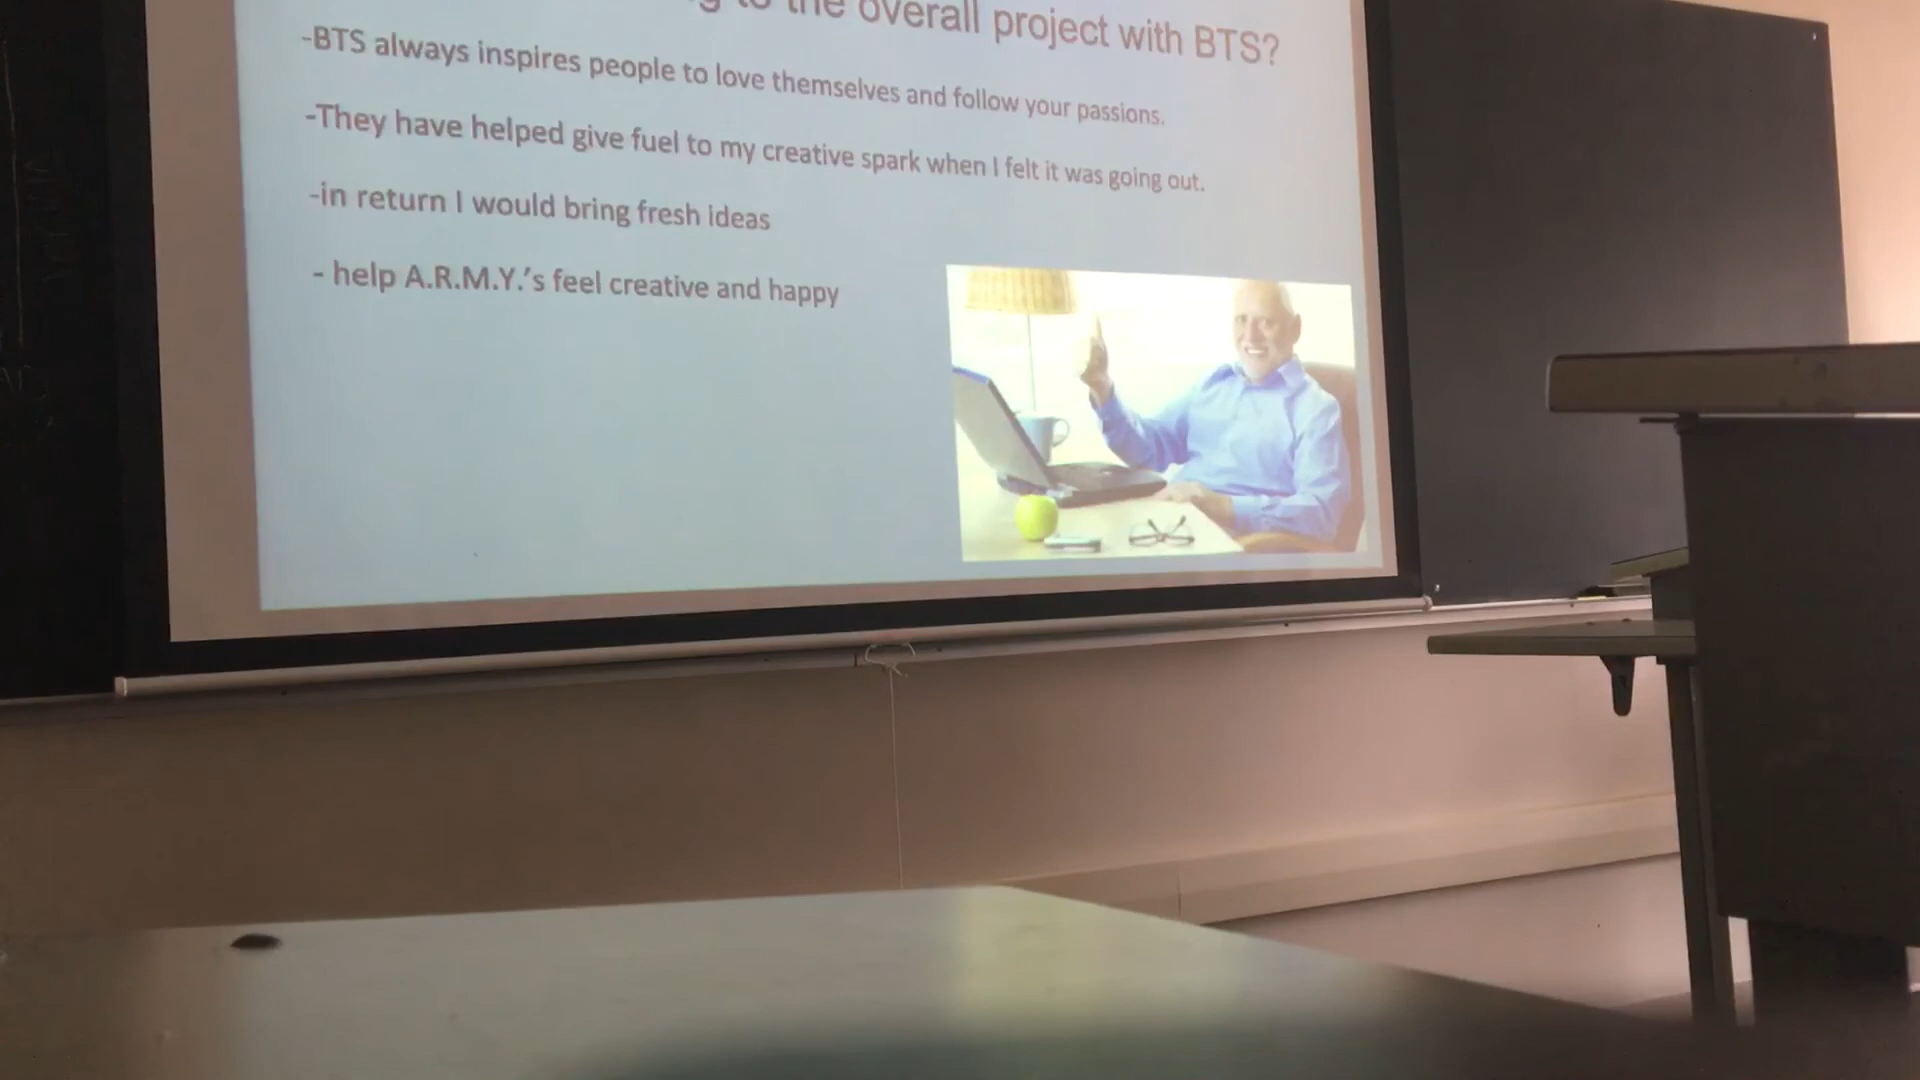 to the overall project with BTS?
-BTS always inspires people to love themselves and follow your passions.
-They have helped give fuel to my creative spark when I felt it was going out.
-in return I would bring fresh ideas
- help A.R.M.Y.'s feel creative and happy